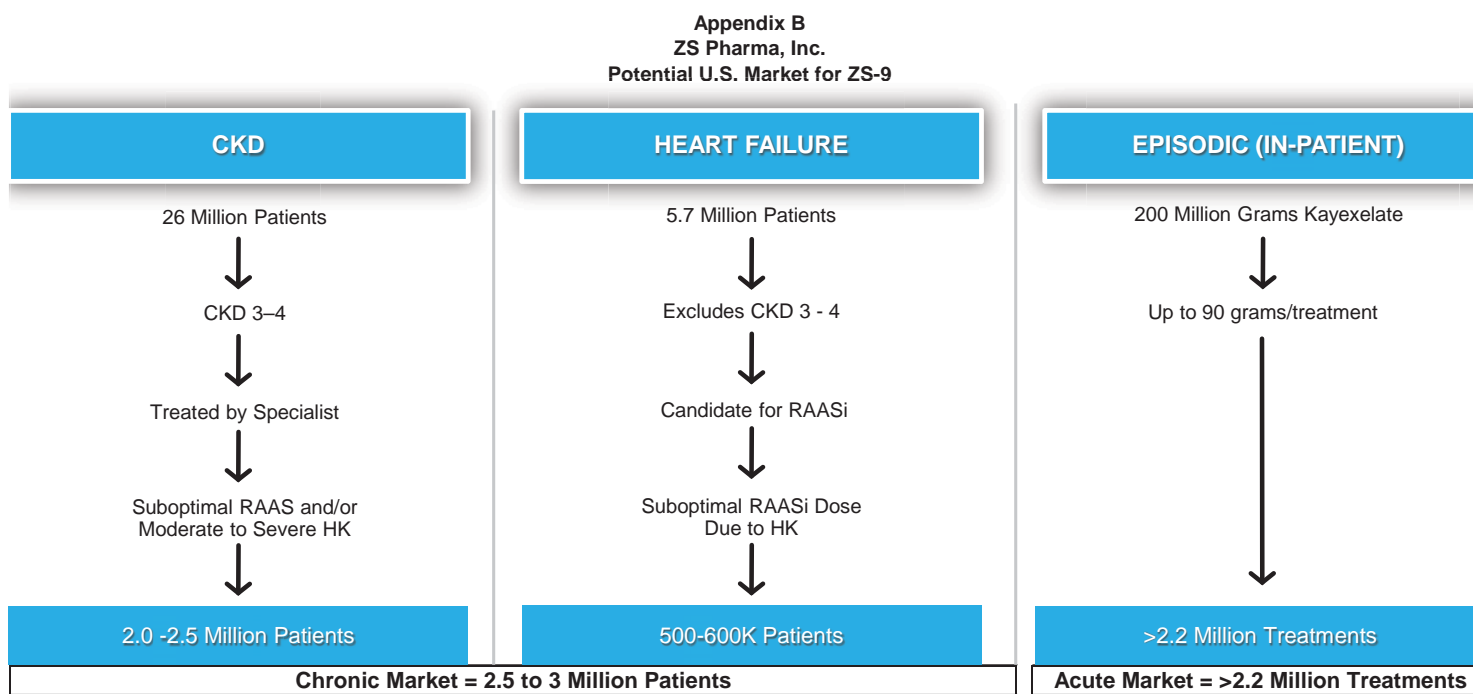 Appendix B
ZS Pharma, Inc.
Potential U.S. Market for ZS-9
CKD
26 Million Patients
CKD 3–4
Treated by Specialist
Suboptimal RAAS and/or
Moderate to Severe HK
2.0 -2.5 Million Patients
HEART FAILURE
5.7 Million Patients
Excludes CKD 3 - 4
Candidate for RAASi
Suboptimal RAASi Dose
Due to HK
500-600K Patients
Chronic Market = 2.5 to 3 Million Patients
EPISODIC (IN-PATIENT)
200 Million Grams Kayexelate
Up to 90 grams/treatment
>2.2 Million Treatments
Acute Market = >2.2 Million Treatments